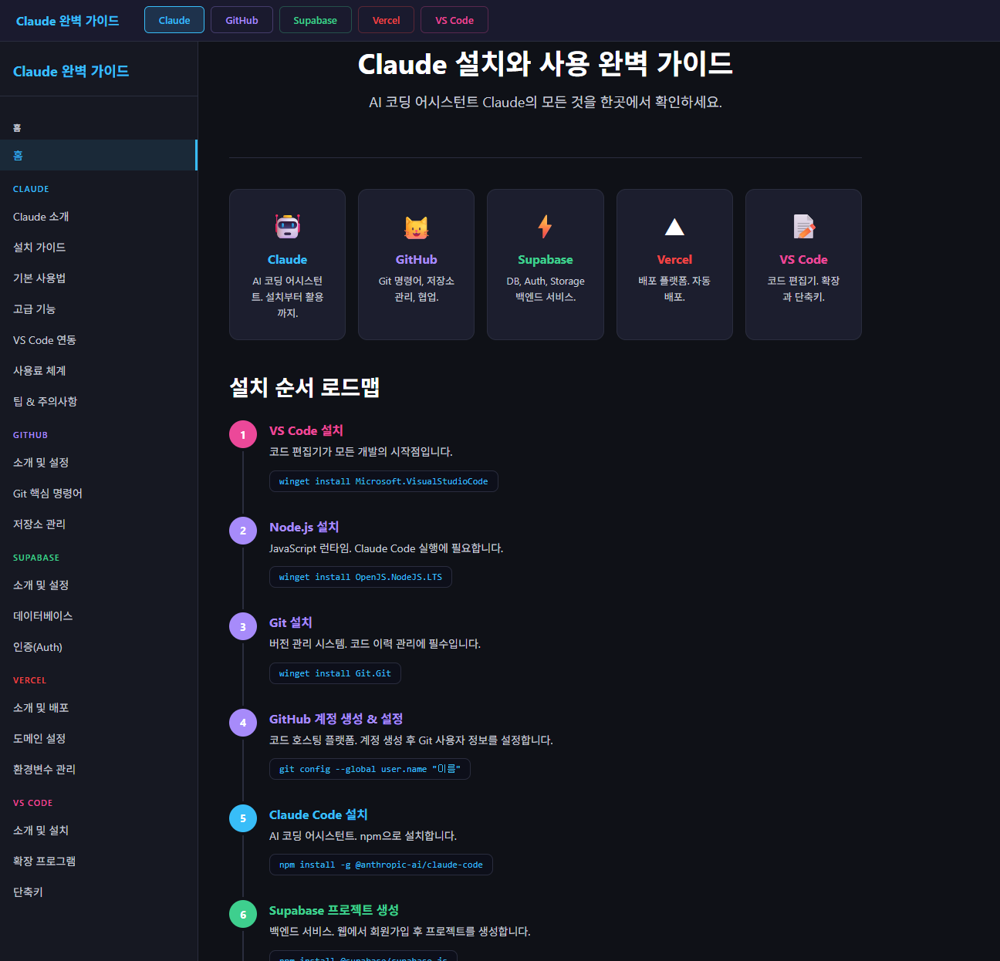 Claude 완벽 가이드
Claude
GitHub
Supabase
Vercel
VS Code
Claude 완벽 가이드
홈
홈
CLAUDE
Claude 소개
설치 가이드
기본 사용법
고급 기능
VS Code 연동
사용료 체계
팁 & 주의사항
GITHUB
소개 및 설정
Git 핵심 명령어
저장소 관리
SUPABASE
소개 및 설정
데이터베이스
인증(Auth)
VERCEL
소개 및 배포
도메인 설정
환경변수 관리
VS CODE
소개 및 설치
확장 프로그램
단축키
Claude 설치와 사용 완벽 가이드
AI 코딩 어시스턴트 Claude의 모든 것을 한곳에서 확인하세요.
Claude
AI 코딩 어시스턴
트. 설치부터 활용
까지.
GitHub
Git 명령어, 저장소
관리, 협업.
Supabase
DB, Auth, Storage
백엔드 서비스.
Vercel
배포 플랫폼. 자동
배포.
VS Code
코드 편집기. 확장
과 단축키.
설치 순서 로드맵
1
VS Code 설치
코드 편집기가 모든 개발의 시작점입니다.
winget install Microsoft.VisualStudioCode
2
Node.js 설치
JavaScript 런타임. Claude Code 실행에 필요합니다.
winget install OpenJS.NodeJS.LTS
3
Git 설치
버전 관리 시스템. 코드 이력 관리에 필수입니다.
winget install Git.Git
4
GitHub 계정 생성 & 설정
코드 호스팅 플랫폼. 계정 생성 후 Git 사용자 정보를 설정합니다.
git config --global user.name "이름"
5
Claude Code 설치
AI 코딩 어시스턴트. npm으로 설치합니다.
npm install -g @anthropic-ai/claude-code
6
Supabase 프로젝트 생성
백엔드 서비스. 웹에서 회원가입 후 프로젝트를 생성합니다.
npm install @supabase/supabase-js